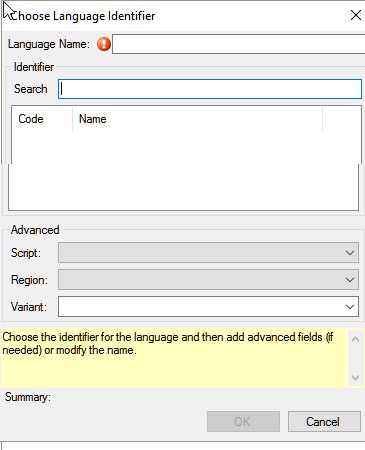 Choose Language Identifier
Language Name:
Identifier
Search
Code Name
Advanced
Script:
Region:
Variant:
Choose the identifier for the language and then add advanced fields (if
needed) or modify the name.
Summary:
OK Cancel